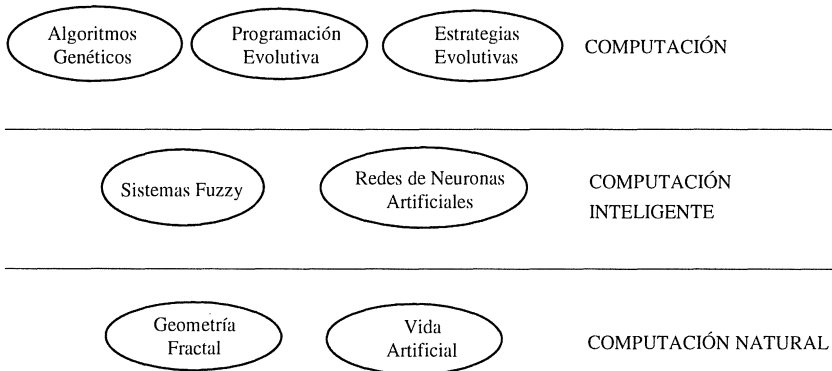 Algoritmos
Genéticos
Programación
Evolutiva
Estrategias
Evolutivas
COMPUTACIÓN
Sistemas Fuzzy
Redes de Neuronas
Artificiales
COMPUTACIÓN
INTELIGENTE
Geometría
Fractal
Vida
Artificial
COMPUTACIÓN NATURAL